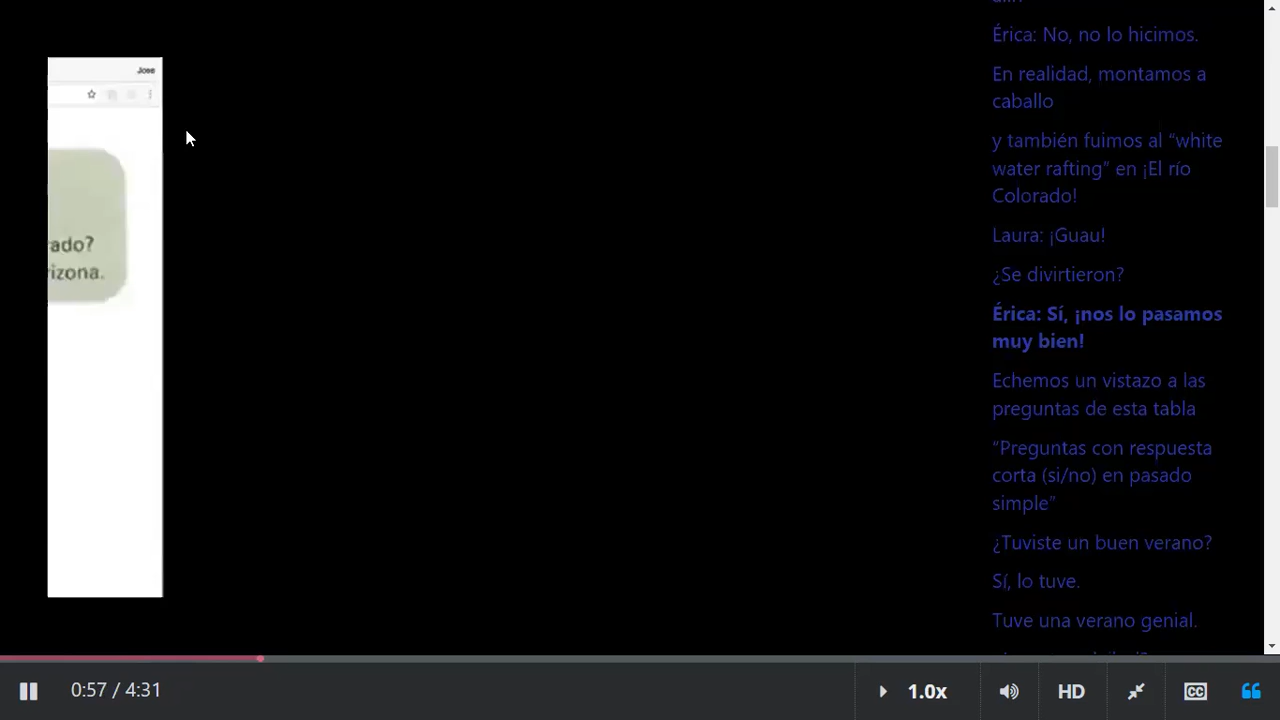 Jose
ado?
izona.
Érica: No, no lo hicimos.
En realidad, montamos a
caballo
y también fuimos al “white
water rafting” en ¡El río
Colorado!
Laura: ¡Guau!
¿Se divirtieron?
Érica: Sí, ¡nos lo pasamos
muy bien!
Echemos un vistazo a las
preguntas de esta tabla
“Preguntas con respuesta
corta (si/no) en pasado
simple”
¿Tuviste un buen verano?
Sí, lo tuve.
Tuve una verano genial.
0:57 / 4:31
1.0x
HD
CC